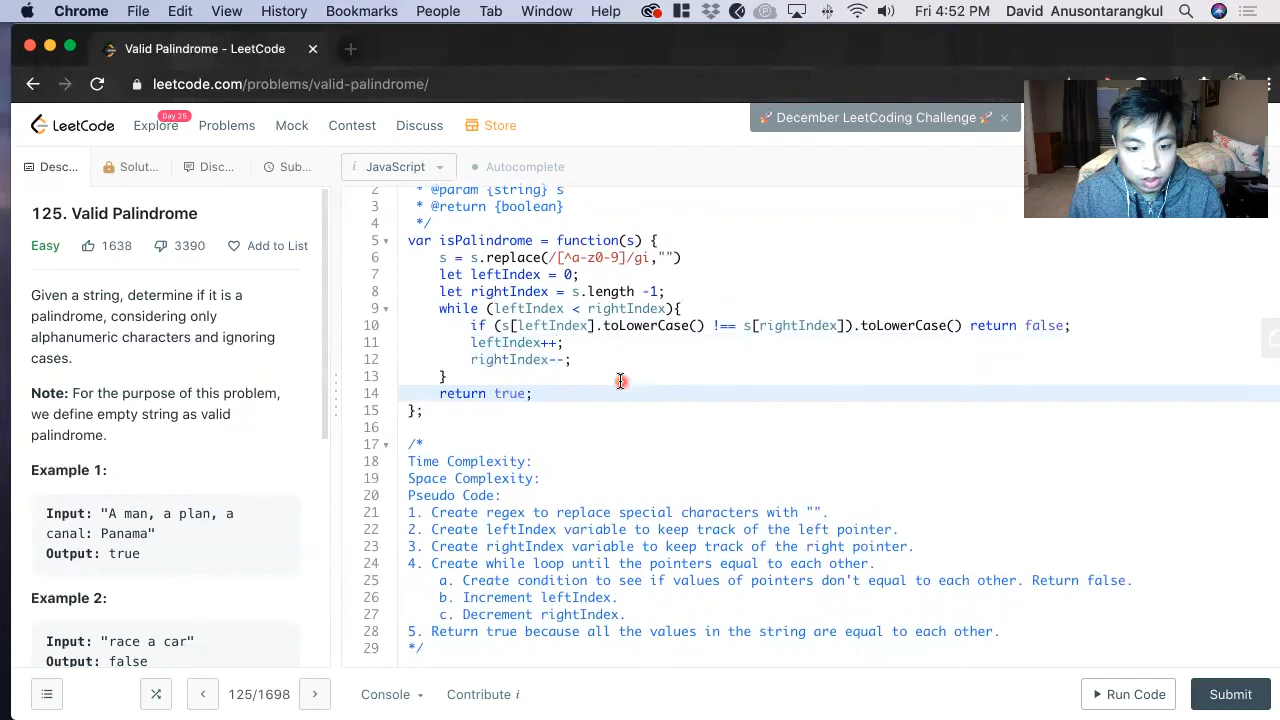 Chrome File Edit View History Bookmarks People Tab Window Help Fri 4:52 PM David Anusontarangkul
Valid Palindrome - LeetCode
leetcode.com/problems/valid-palindrome/
LeetCode Explore Day 25 Problems Mock Contest Discuss Store
🚀 December LeetCoding Challenge 🚀 ×
Desc... Solut... Disc... Sub... i JavaScript Autocomplete
125. Valid Palindrome
Easy 1638 3390 Add to List
Given a string, determine if it is a
palindrome, considering only
alphanumeric characters and ignoring
cases.
Note: For the purpose of this problem,
we define empty string as valid
palindrome.
Example 1:
Input: "A man, a plan, a
canal: Panama"
Output: true
Example 2:
Input: "race a car"
Output: false
2 * @param {string} s
3 * @return {boolean}
4 */
5 var isPalindrome = function(s) {
6 s = s.replace(/[^a-z0-9]/gi,"")
7 let leftIndex = 0;
8 let rightIndex = s.length -1;
9 while (leftIndex < rightIndex){
10 if (s[leftIndex].toLowerCase() !== s[rightIndex]).toLowerCase() return false;
11 leftIndex++;
12 rightIndex--;
13 }
14 return true;
15 };
16
17 /*
18 Time Complexity:
19 Space Complexity:
20 Pseudo Code:
21 1. Create regex to replace special characters with "".
22 2. Create leftIndex variable to keep track of the left pointer.
23 3. Create rightIndex variable to keep track of the right pointer.
24 4. Create while loop until the pointers equal to each other.
25 a. Create condition to see if values of pointers don't equal to each other. Return false.
26 b. Increment leftIndex.
27 c. Decrement rightIndex.
28 5. Return true because all the values in the string are equal to each other.
29 */
125/1698
Console Contribute i
Run Code Submit